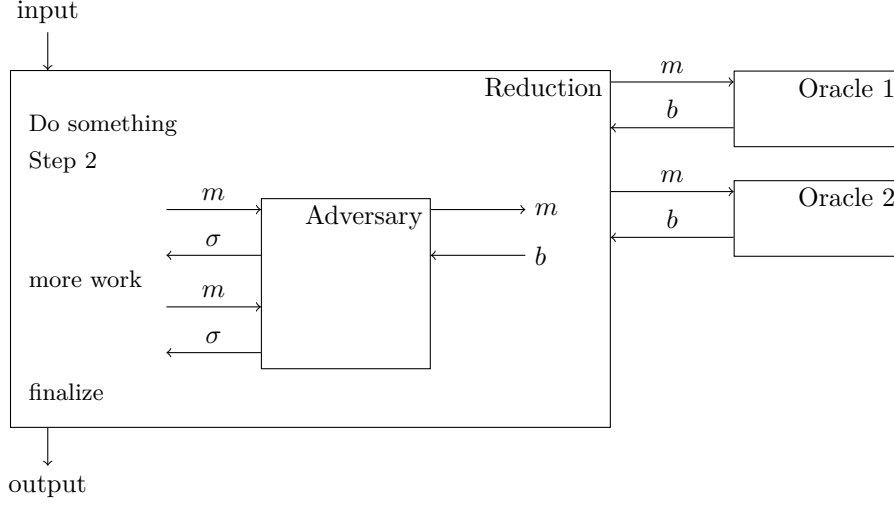 input
Reduction
Do something
Step 2
m
σ
more work
m
σ
finalize
Adversary
m
b
m
b
Oracle 1
m
b
Oracle 2
output